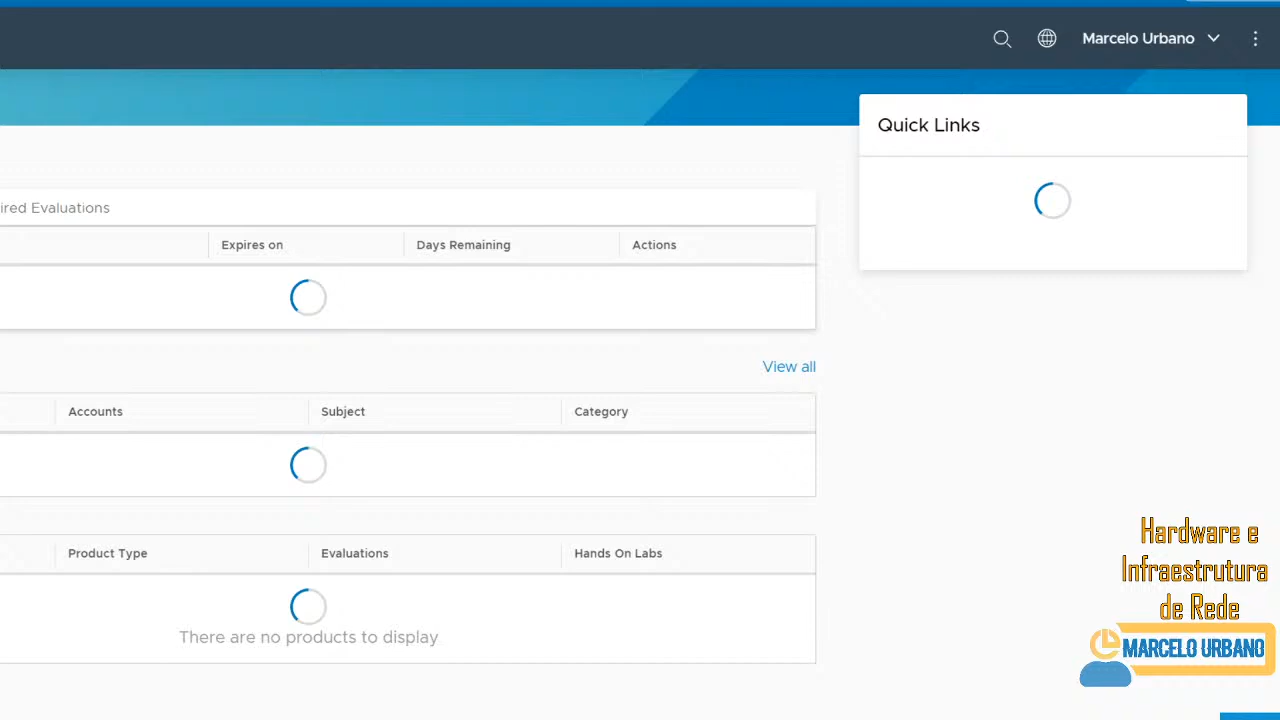 Marcelo Urbano
Quick Links
ired Evaluations
Expires on Days Remaining Actions
View all
Accounts Subject Category
Product Type Evaluations Hands On Labs
There are no products to display
Hardware e
Infraestrutura
de Rede
MARCELO URBANO